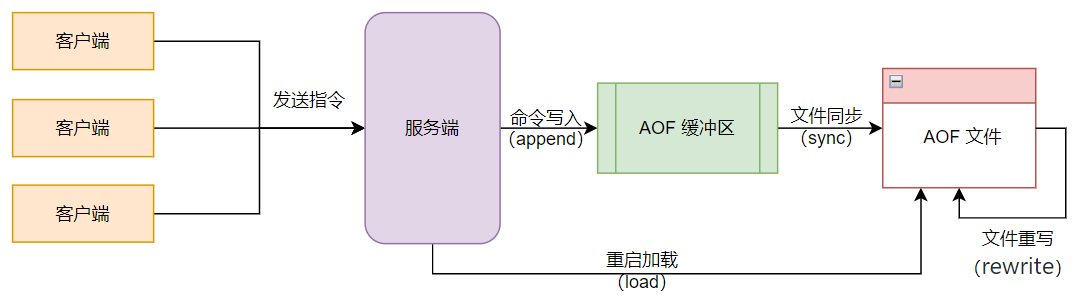 客户端
客户端
客户端
发送指令
服务端
命令写入
（append）
AOF 缓冲区
文件同步
（sync）
AOF 文件
文件重写
（rewrite）
重启加载
（load）